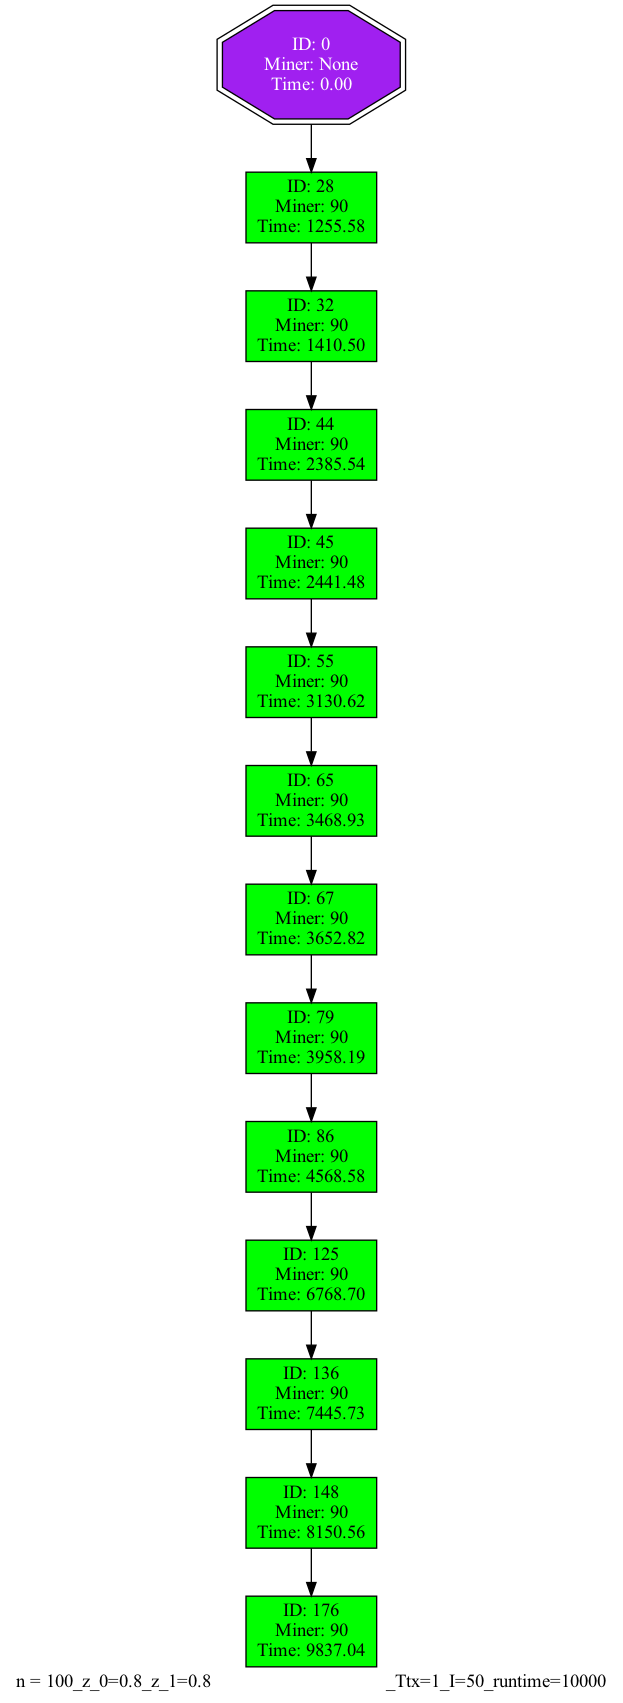 ID: 0
Miner: None
Time: 0.00
ID: 28
Miner: 90
Time: 1255.58
ID: 32
Miner: 90
Time: 1410.50
ID: 44
Miner: 90
Time: 2385.54
ID: 45
Miner: 90
Time: 2441.48
ID: 55
Miner: 90
Time: 3130.62
ID: 65
Miner: 90
Time: 3468.93
ID: 67
Miner: 90
Time: 3652.82
ID: 79
Miner: 90
Time: 3958.19
ID: 86
Miner: 90
Time: 4568.58
ID: 125
Miner: 90
Time: 6768.70
ID: 136
Miner: 90
Time: 7445.73
ID: 148
Miner: 90
Time: 8150.56
ID: 176
Miner: 90
Time: 9837.04
n = 100_z_0=0.8_z_1=0.8 _Ttx=1_I=50_runtime=10000